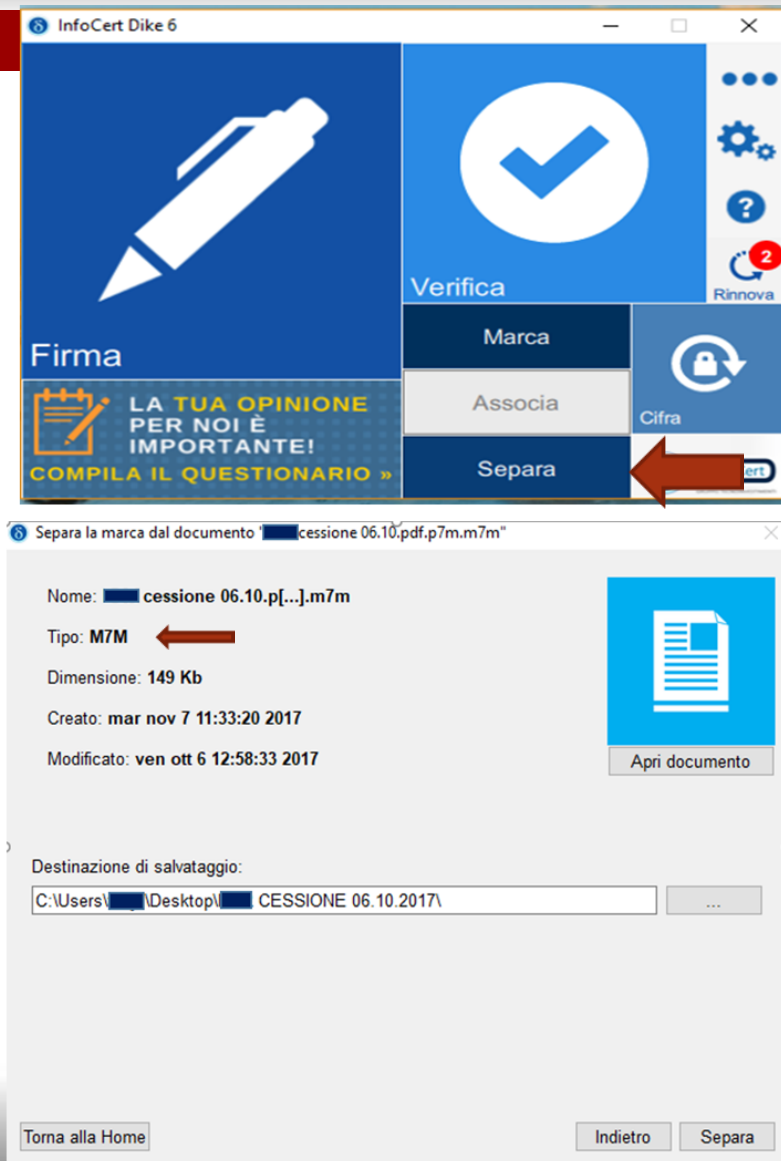 InfoCert Dike 6
Firma
Verifica
Marca
Associa
Separa
Cifra
2
Rinnova
LA TUA OPINIONE
PER NOI È
IMPORTANTE!
COMPILA IL QUESTIONARIO »
Separa la marca dal documento "cessione 06.10.pdf.p7m.m7m"
Nome: cessione 06.10.p[...].m7m
Tipo: M7M
Dimensione: 149 Kb
Creato: mar nov 7 11:33:20 2017
Modificato: ven ott 6 12:58:33 2017
Apri documento
Destinazione di salvataggio:
C:\Users\ \Desktop\ CESSIONE 06.10.2017\
...
Torna alla Home
Indietro
Separa